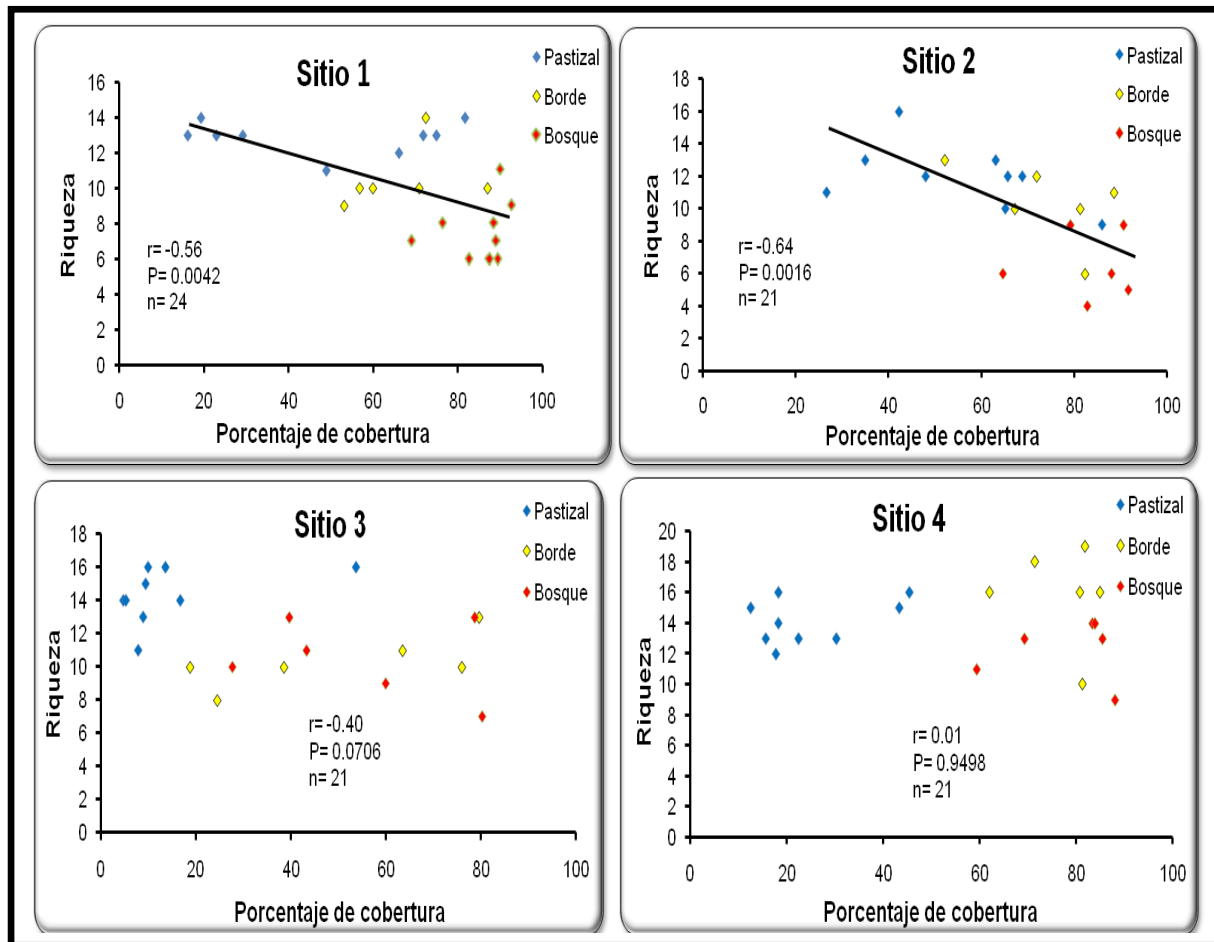 Sitio 1
Pastizal
Borde
Bosque
Riqueza
16
14
12
10
8
6
4
2
0
r= -0.56
P= 0.0042
n= 24
0 20 40 60 80 100
Porcentaje de cobertura
Sitio 2
Pastizal
Borde
Bosque
Riqueza
18
16
14
12
10
8
6
4
2
0
r= -0.64
P= 0.0016
n= 21
0 20 40 60 80 100
Porcentaje de cobertura
Sitio 3
Pastizal
Borde
Bosque
Riqueza
18
16
14
12
10
8
6
4
2
0
r= -0.40
P= 0.0706
n= 21
0 20 40 60 80 100
Porcentaje de cobertura
Sitio 4
Pastizal
Borde
Bosque
Riqueza
20
18
16
14
12
10
8
6
4
2
0
r= 0.01
P= 0.9498
n= 21
0 20 40 60 80 100
Porcentaje de cobertura